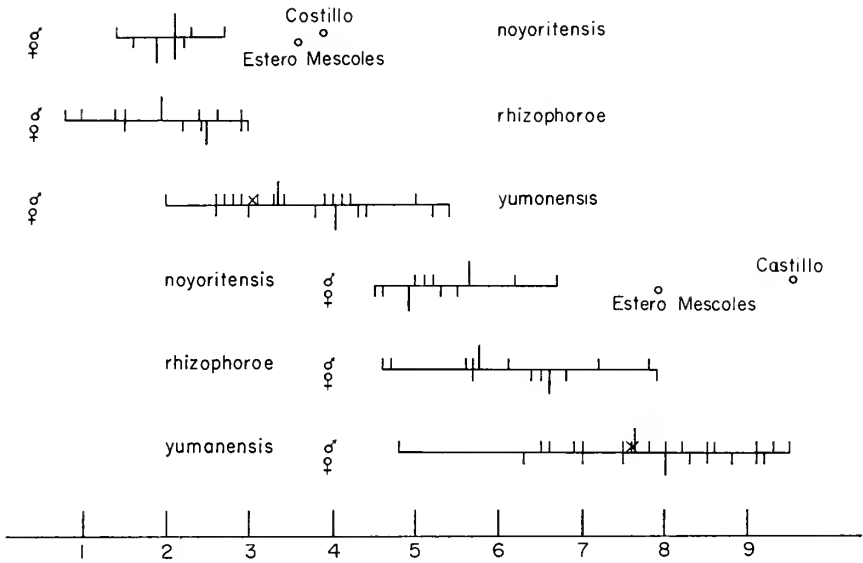 Costillo
noyoritensis
Estero Mescoles
♀♂
rhizophoroe
♀♂
yumonensis
♀♂
Castillo
noyoritensis
♀♂
Estero Mescoles
rhizophoroe
♀♂
yumanensis
♀♂
1 2 3 4 5 6 7 8 9